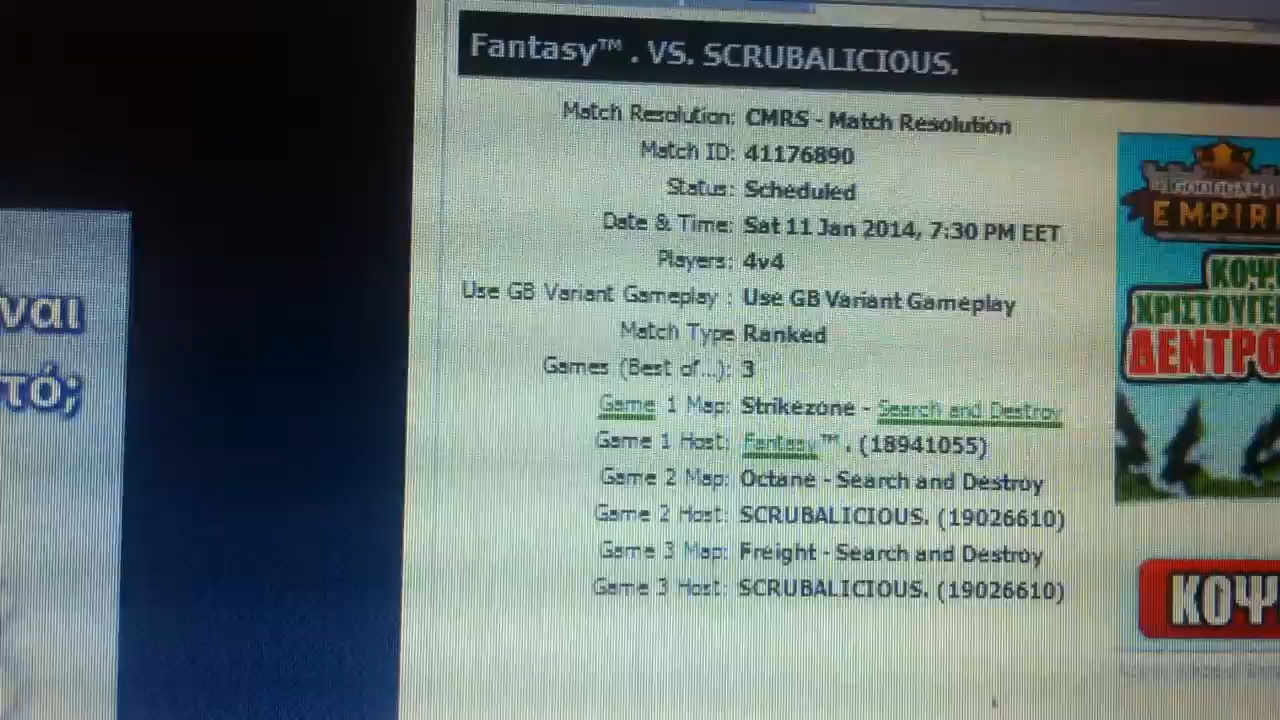 Fantasy™ . VS. SCRUBALICIOUS.
Match Resolution: CMRS - Match Resolution
Match ID: 41176890
Status: Scheduled
Date & Time: Sat 11 Jan 2014, 7:30 PM EET
Players: 4v4
Use GB Variant Gameplay : Use GB Variant Gameplay
Match Type Ranked
Games (Best of...): 3
Game 1 Map: Strikezone - Search and Destroy
Game 1 Host: Fantasy™ . (18941055)
Game 2 Map: Octane - Search and Destroy
Game 2 Host: SCRUBALICIOUS. (19026610)
Game 3 Map: Freight - Search and Destroy
Game 3 Host: SCRUBALICIOUS. (19026610)
ναι
τό;
GOODGAM
EMPIR
ΚΟΨ
ΧΡΙΣΤΟΥΓΕ
ΔΕΝΤΡΟ
ΚΟΨ